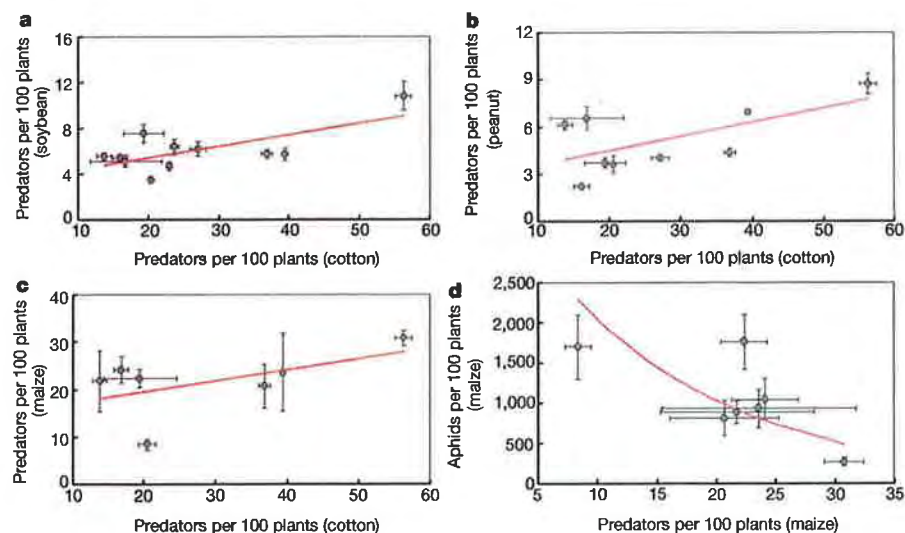 a
Predators per 100 plants
(soybean)
16
12
8
4
0
10 20 30 40 50 60
Predators per 100 plants (cotton)
b
Predators per 100 plants
(peanut)
12
9
6
3
0
10 20 30 40 50 60
Predators per 100 plants (cotton)
c
Predators per 100 plants
(maize)
40
30
20
10
0
10 20 30 40 50 60
Predators per 100 plants (cotton)
d
Aphids per 100 plants
(maize)
2,500
2,000
1,500
1,000
500
0
5 10 15 20 25 30 35
Predators per 100 plants (maize)